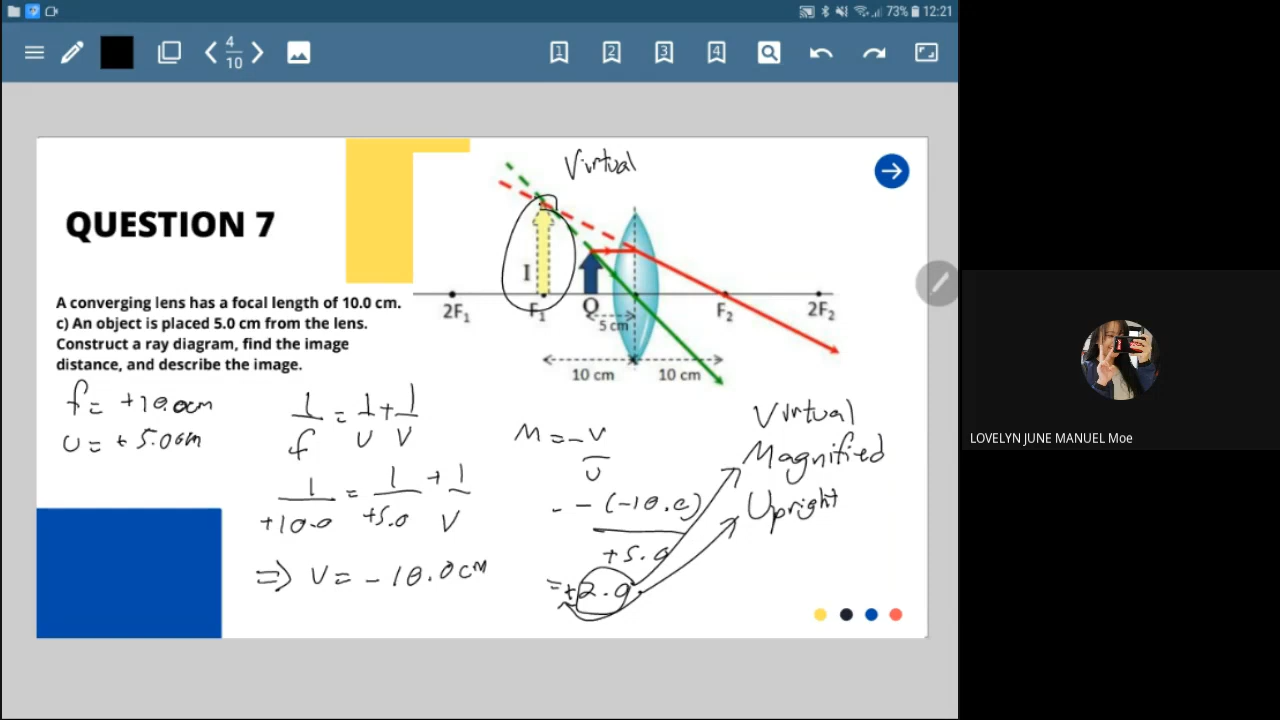 73% 12:21
4
10
1
2
3
4
Virtual
QUESTION 7
A converging lens has a focal length of 10.0 cm.
c) An object is placed 5.0 cm from the lens.
Construct a ray diagram, find the image
distance, and describe the image.
I
2F₁
F₁
O
5 cm
F₂
2F₂
10 cm
10 cm
f = +10.0cm
U = +5.0cm
1/f = 1/U + 1/V
1/+10.0 = 1/+5.0 + 1/V
⇒ V = -10.0cm
M = -V/U
= -(-10.0)/+5.0
= +2.0
Virtual
Magnified
Upright
LOVELYN JUNE MANUEL Moe